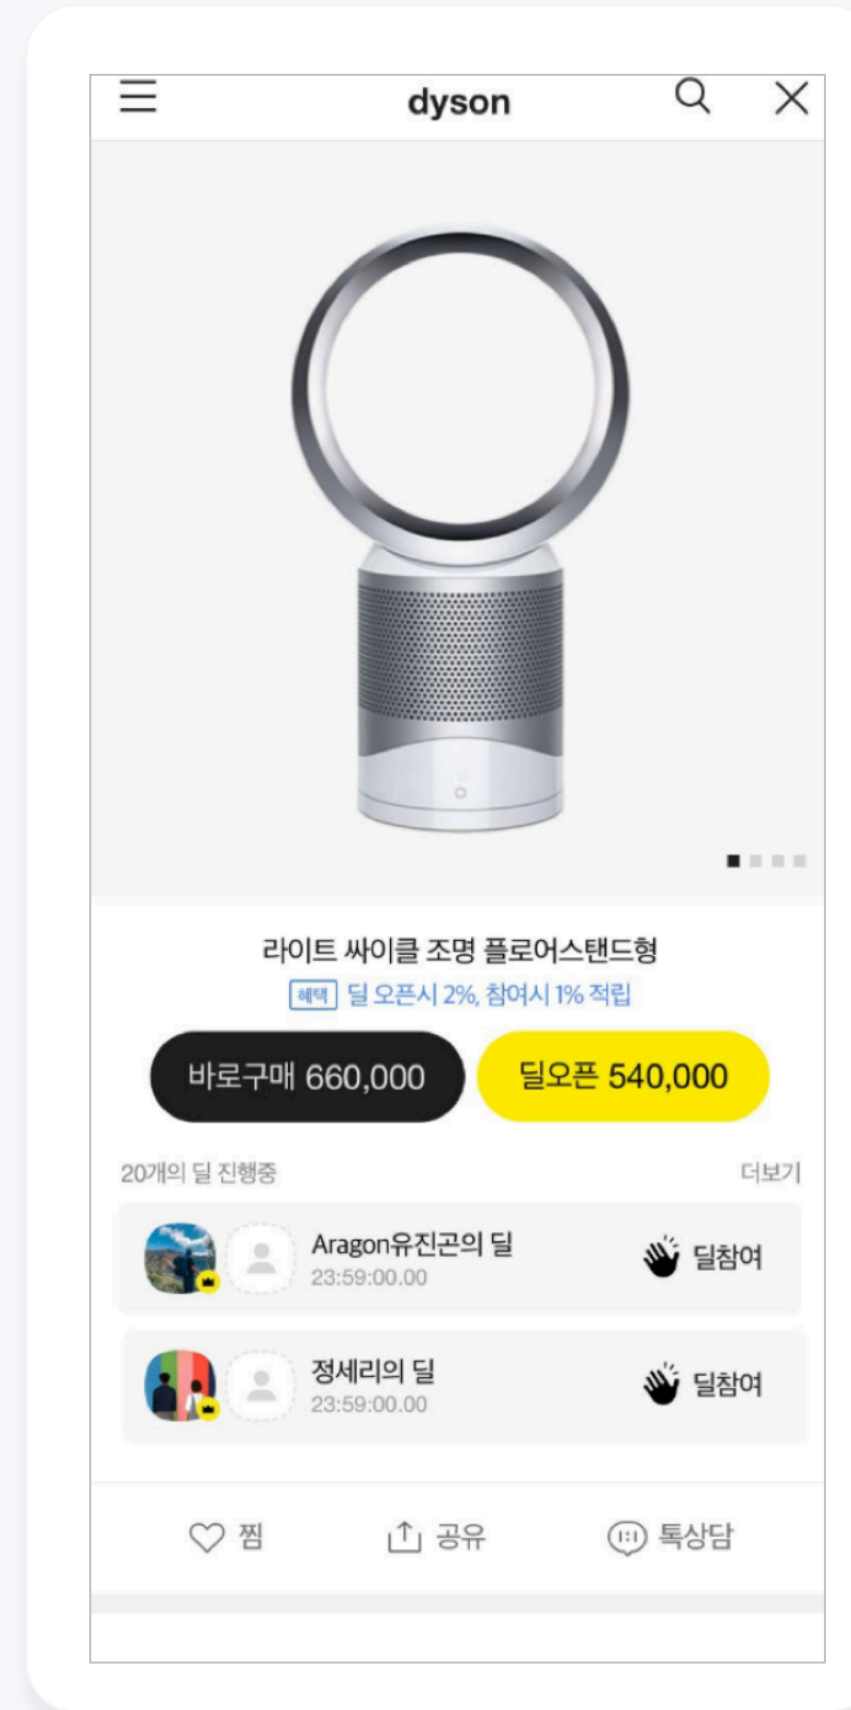 dyson
라이트 싸이클 조명 플로어스탠드형
혜택 딜 오픈시 2%, 참여시 1% 적립
바로구매 660,000 딜오픈 540,000
20개의 딜 진행중 더보기
Aragon유진곤의 딜
23:59:00.00
딜참여
정세리의 딜
23:59:00.00
딜참여
찜 공유 1:1 톡상담